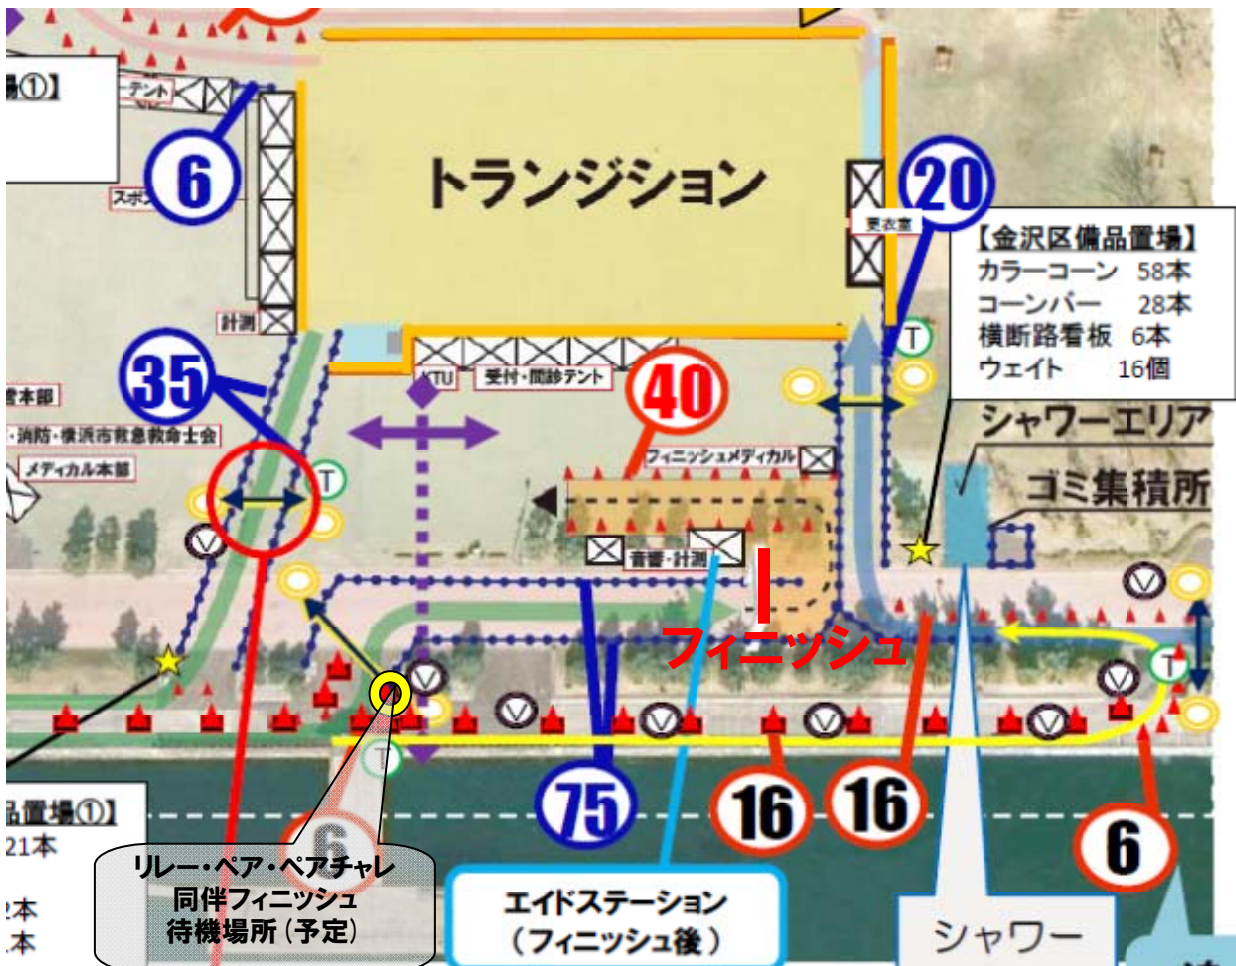 場①】
テント
6
スポ
トランジション
20
更衣室
【金沢区備品置場】
カラーコーン 58本
コーンバー 28本
横断路看板 6本
ウェイト 16個
計測
35
KTU
受付・問診テント
40
T
営本部
・消防・横浜市救急救命士会
メディカル本部
T
フィニッシュメディカル
シャワーエリア
ゴミ集積所
V
音響・計測
V
フィニッシュ
V
V
V
V
V
V
T
T
品置場①】
21本
2本
本
6
リレー・ペア・ペアチャレ
同伴フィニッシュ
待機場所(予定)
75
16
16
6
エイドステーション
(フィニッシュ後)
シャワー